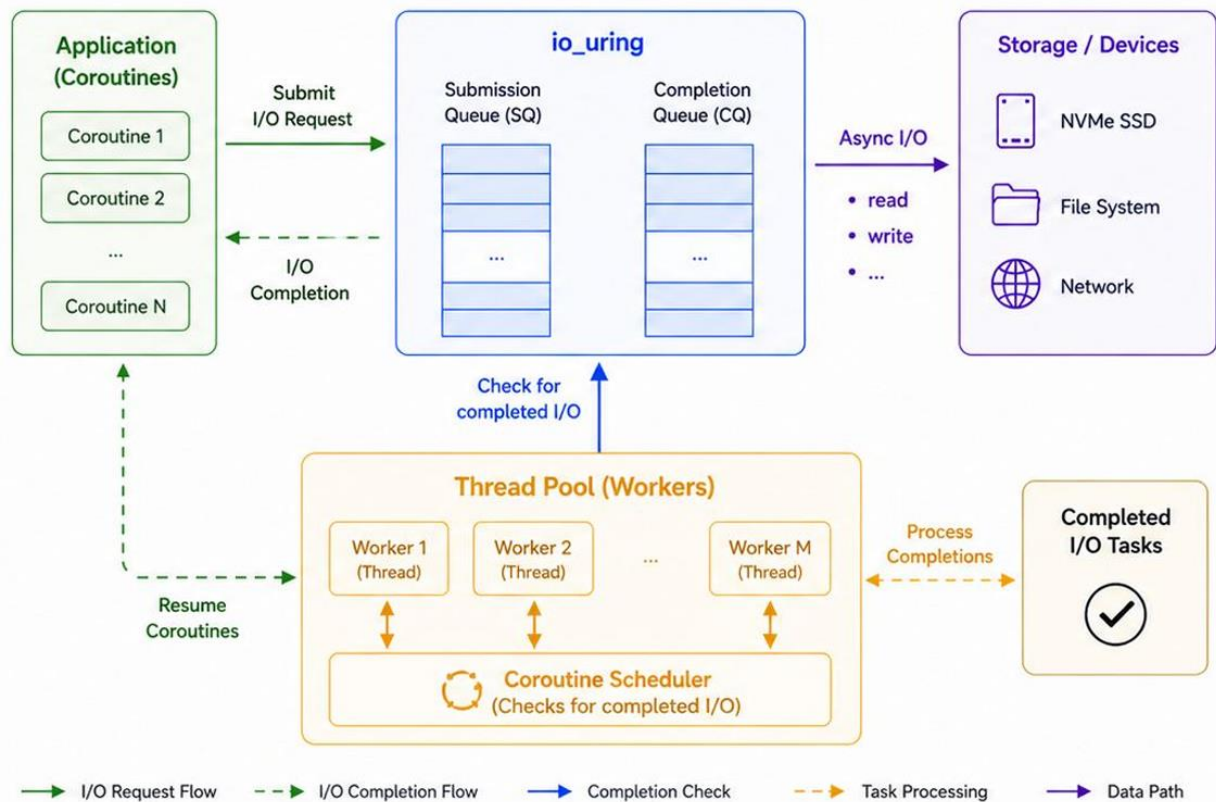 Application
(Coroutines)
Coroutine 1
Coroutine 2
...
Coroutine N
Submit
I/O Request
I/O
Completion
io_uring
Submission
Queue (SQ)
...
Completion
Queue (CQ)
...
Async I/O
• read
• write
• ...
Storage / Devices
NVMe SSD
File System
Network
Check for
completed I/O
Resume
Coroutines
Thread Pool (Workers)
Worker 1
(Thread)
Worker 2
(Thread)
...
Worker M
(Thread)
Coroutine Scheduler
(Checks for completed I/O)
Process
Completions
Completed
I/O Tasks
I/O Request Flow
I/O Completion Flow
Completion Check
Task Processing
Data Path